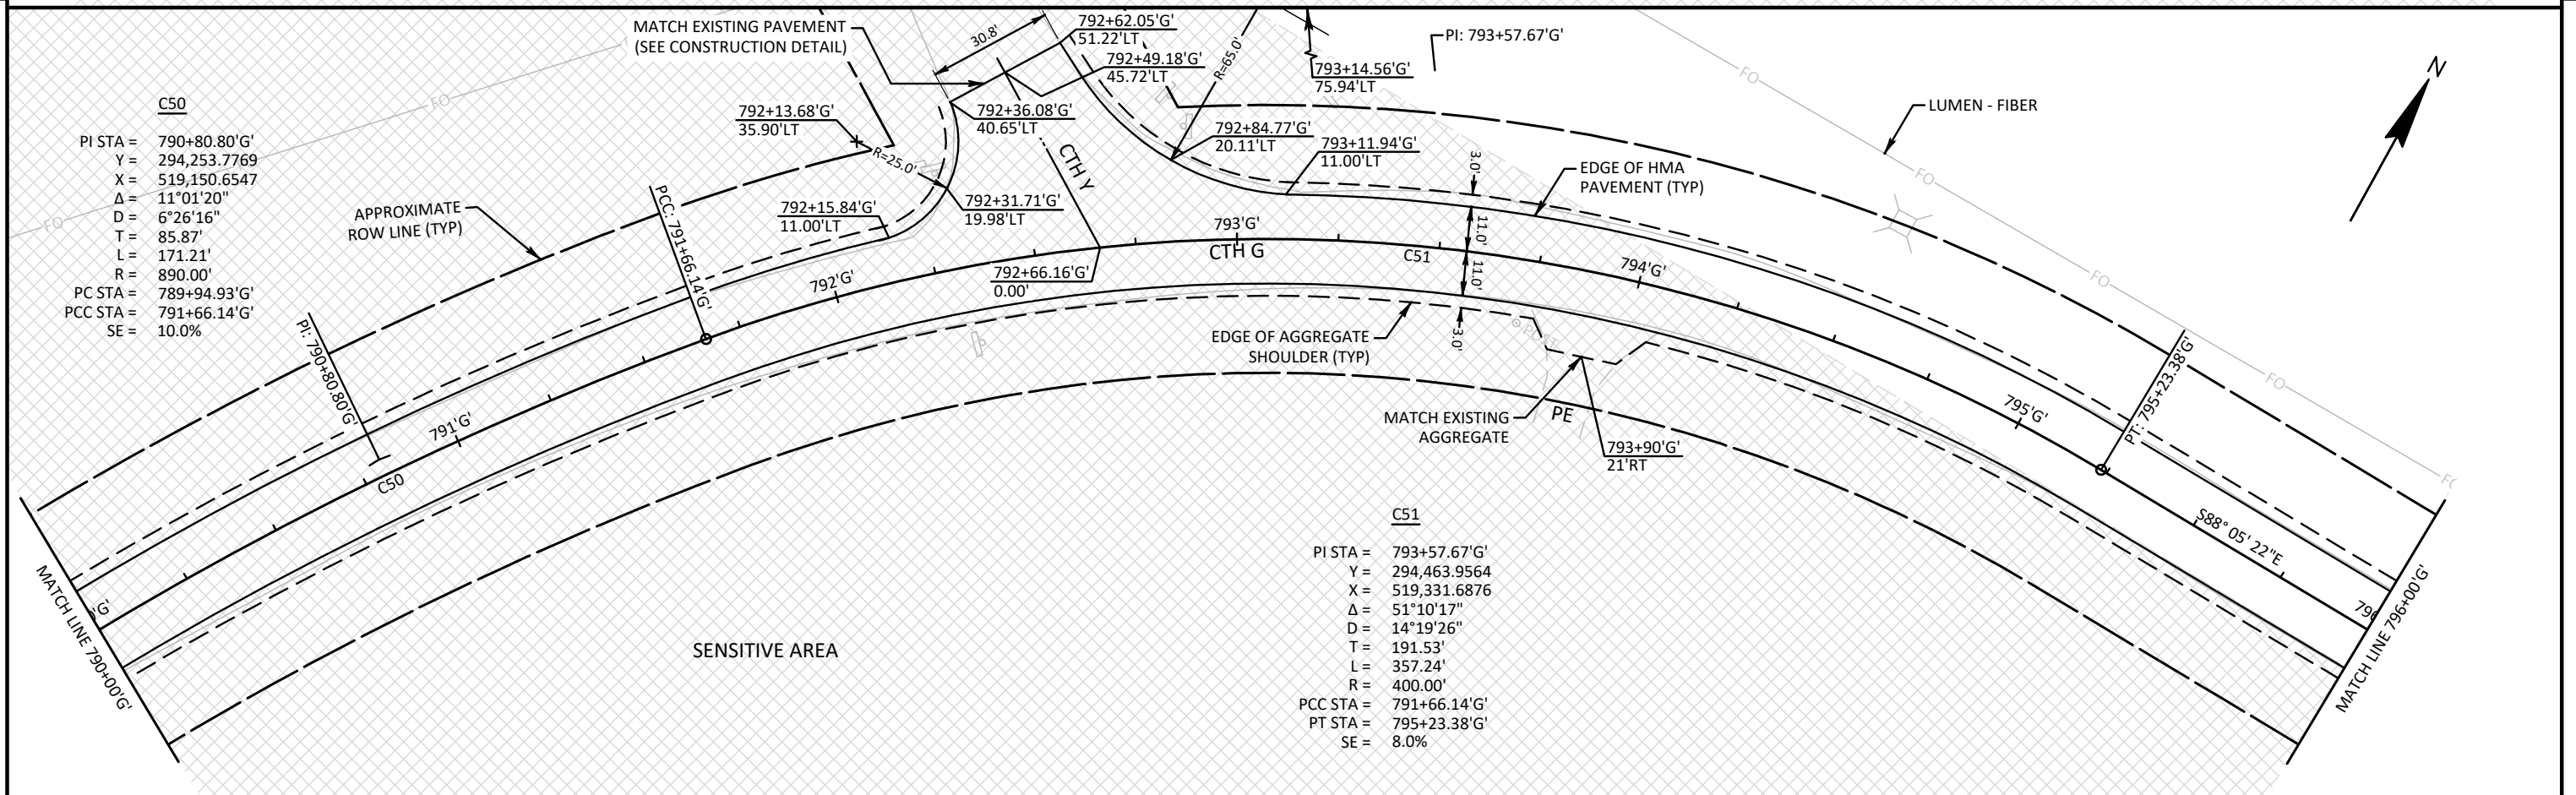 MATCH EXISTING PAVEMENT
(SEE CONSTRUCTION DETAIL)
30.8'
792+62.05'G'
51.22'LT
792+49.18'G'
45.72'LT
R=65.0'
793+14.56'G'
75.94'LT
PI: 793+57.67'G'
FO
LUMEN - FIBER
N
FO
C50
PI STA = 790+80.80'G'
Y = 294,253.7769
X = 519,150.6547
Δ = 11°01'20"
D = 6°26'16"
T = 85.87'
L = 171.21'
R = 890.00'
PC STA = 789+94.93'G'
PCC STA = 791+66.14'G'
SE = 10.0%
FO
792+13.68'G'
35.90'LT
R=25.0'
792+36.08'G'
40.65'LT
CTH Y
792+84.77'G'
20.11'LT
793+11.94'G'
11.00'LT
3.0'
EDGE OF HMA
PAVEMENT (TYP)
FO
APPROXIMATE
ROW LINE (TYP)
PCC: 791+66.14'G'
792+15.84'G'
11.00'LT
792+31.71'G'
19.98'LT
793'G'
CTH G
11.0'
C51
11.0'
794'G'
FO
792'G'
792+66.16'G'
0.00'
PI: 790+80.80'G'
EDGE OF AGGREGATE
SHOULDER (TYP)
3.0'
POST
PT: 795+23.38'G'
FO
791'G'
C50
MATCH EXISTING
AGGREGATE
PE
793+90'G'
21'RT
795'G'
S88° 05' 22"E
MATCH LINE 790+00'G'
'G'
796
MATCH LINE 796+00'G'
SENSITIVE AREA
C51
PI STA = 793+57.67'G'
Y = 294,463.9564
X = 519,331.6876
Δ = 51°10'17"
D = 14°19'26"
T = 191.53'
L = 357.24'
R = 400.00'
PCC STA = 791+66.14'G'
PT STA = 795+23.38'G'
SE = 8.0%